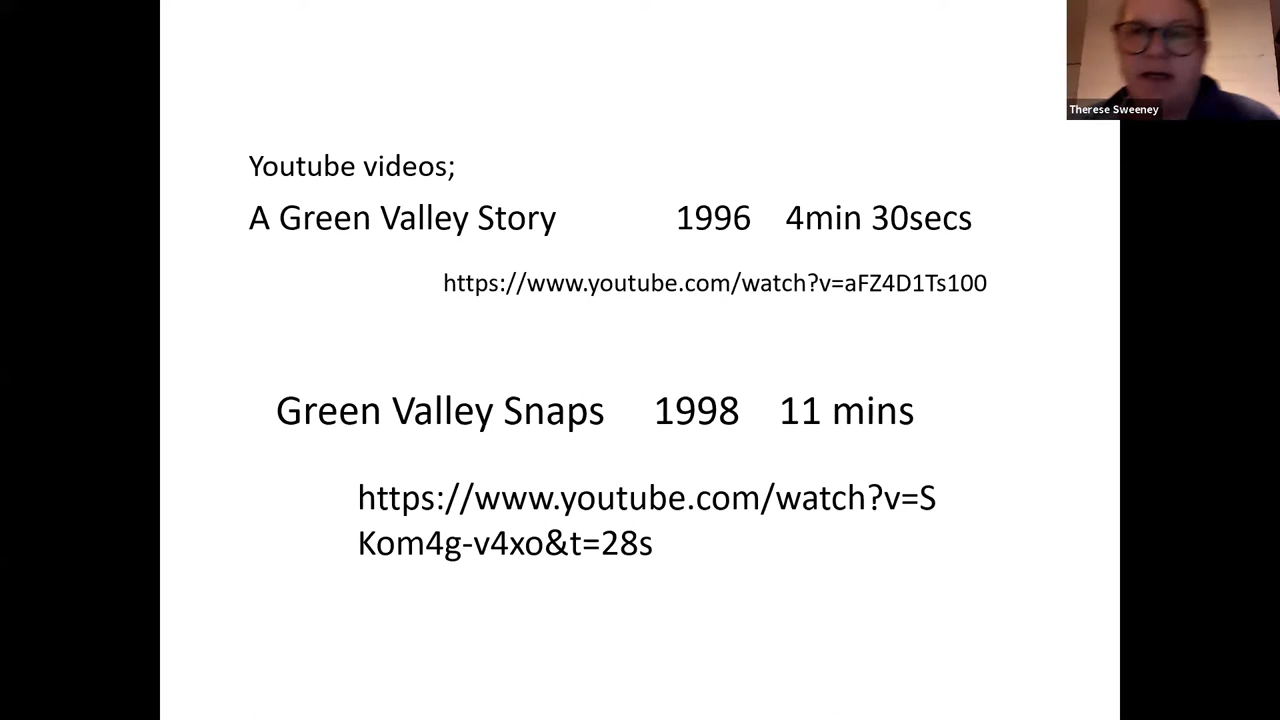 Therese Sweeney
Youtube videos;
A Green Valley Story 1996 4min 30secs
https://www.youtube.com/watch?v=aFZ4D1Ts100
Green Valley Snaps 1998 11 mins
https://www.youtube.com/watch?v=S
Kom4g-v4xo&t=28s